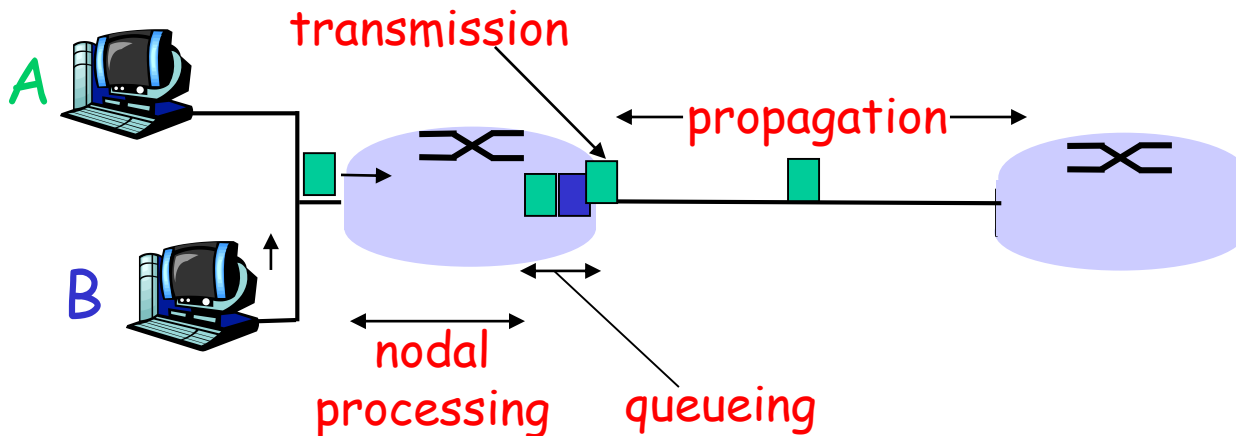 transmission
A
propagation
B
nodal
processing
queueing